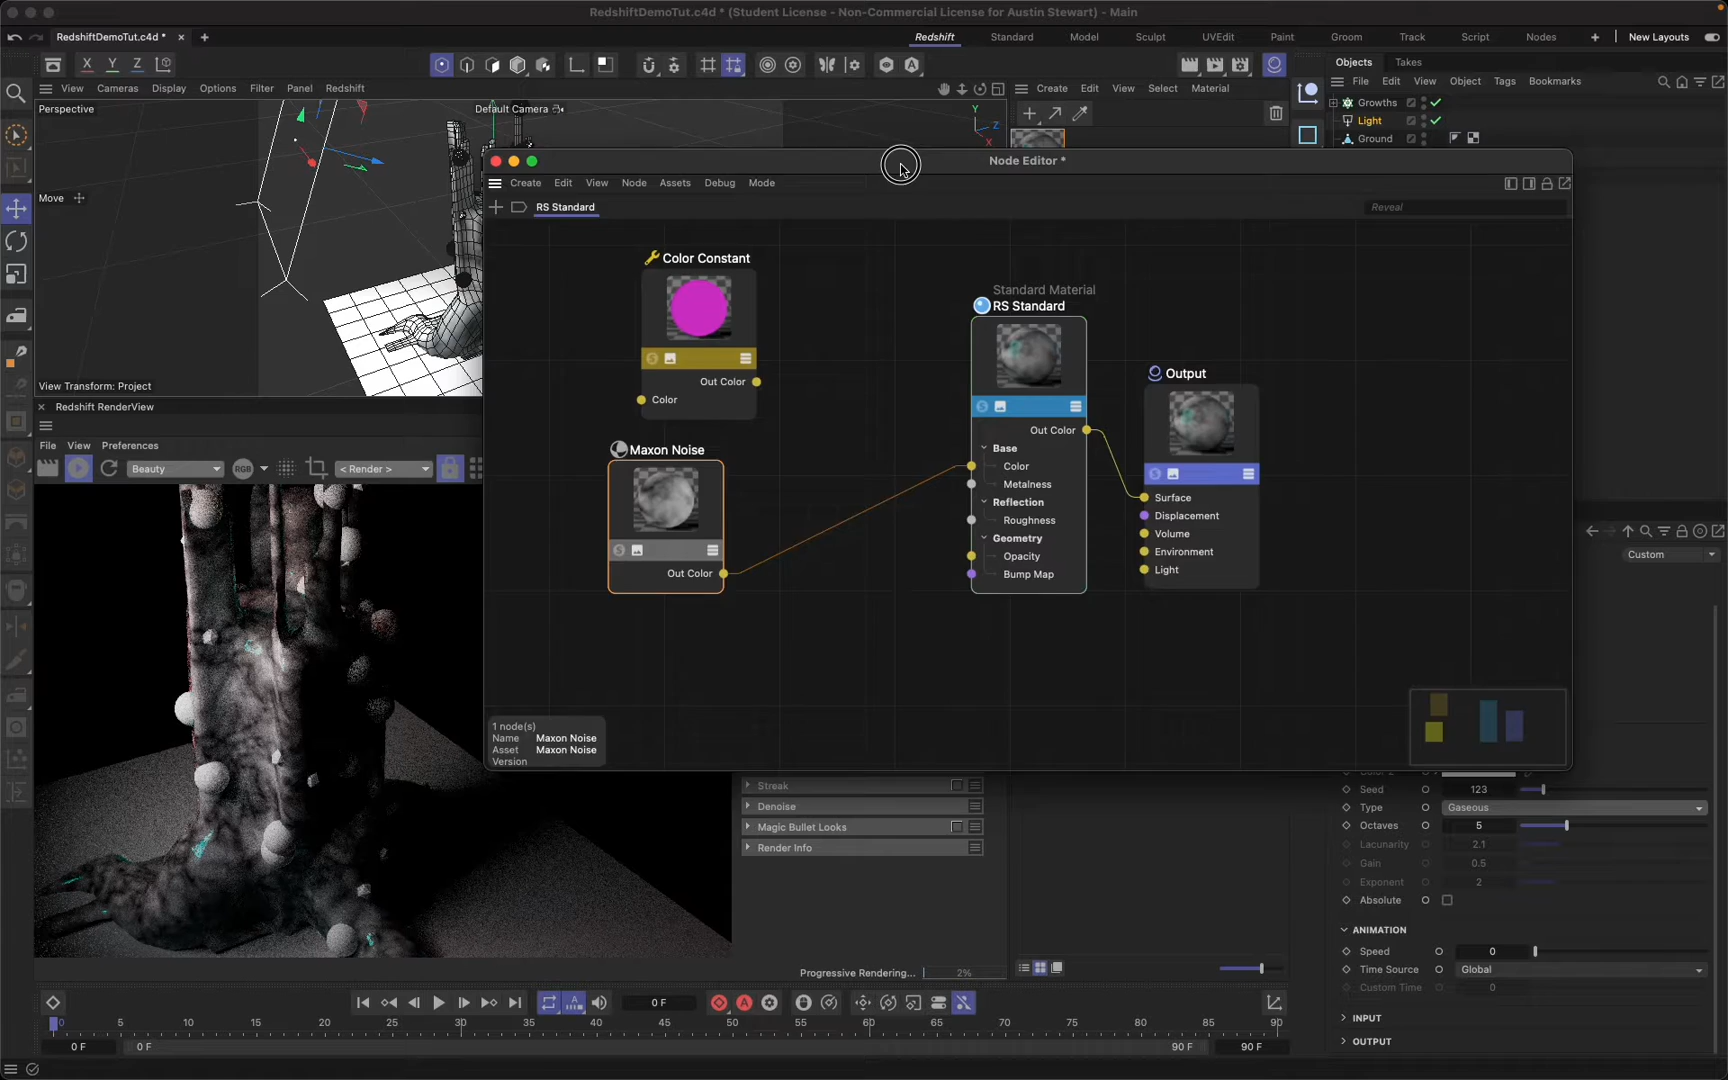 RedshiftDemoTut.c4d * (Student License - Non-Commercial License for Austin Stewart) - Main
RedshiftDemoTut.c4d *
Redshift Standard Model Sculpt UVEdit Paint Groom Track Script Nodes New Layouts
Objects Takes
X Y Z
View Cameras Display Options Filter Panel Redshift
Create Edit View Select Material
File Edit View Object Tags Bookmarks
Perspective
Default Camera
Y
Z
X
Growths
Light
Ground
Move
View Transform: Project
Node Editor *
Create Edit View Node Assets Debug Mode
RS Standard
Reveal
Color Constant
Out Color
Color
Maxon Noise
Out Color
Standard Material
RS Standard
Out Color
Base
Color
Metalness
Reflection
Roughness
Geometry
Opacity
Bump Map
Output
Surface
Displacement
Volume
Environment
Light
1 node(s)
Name Maxon Noise
Asset Maxon Noise
Version
Redshift RenderView
File View Preferences
Beauty
RGB
< Render >
Streak
Denoise
Magic Bullet Looks
Render Info
Progressive Rendering... 2%
Custom
Seed 123
Type Gaseous
Octaves 5
Lacunarity 2.1
Gain 0.5
Exponent 2
Absolute
ANIMATION
Speed 0
Time Source Global
Custom Time 0
INPUT
OUTPUT
0 F
0 5 10 15 20 25 30 35 40 45 50 55 60 65 70 75 80 85 90
0 F 0 F 90 F 90 F